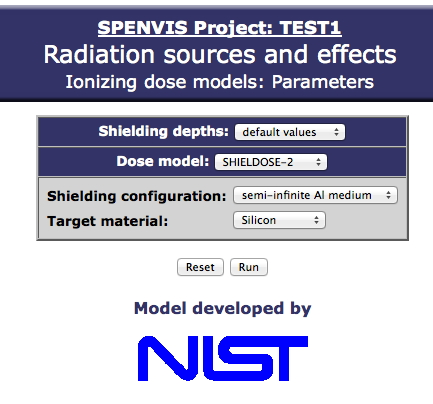 SPENVIS Project: TEST1
Radiation sources and effects
Ionizing dose models: Parameters
Shielding depths: default values
Dose model: SHIELDOSE-2
Shielding configuration: semi-infinite Al medium
Target material: Silicon
Reset Run
Model developed by
NIST